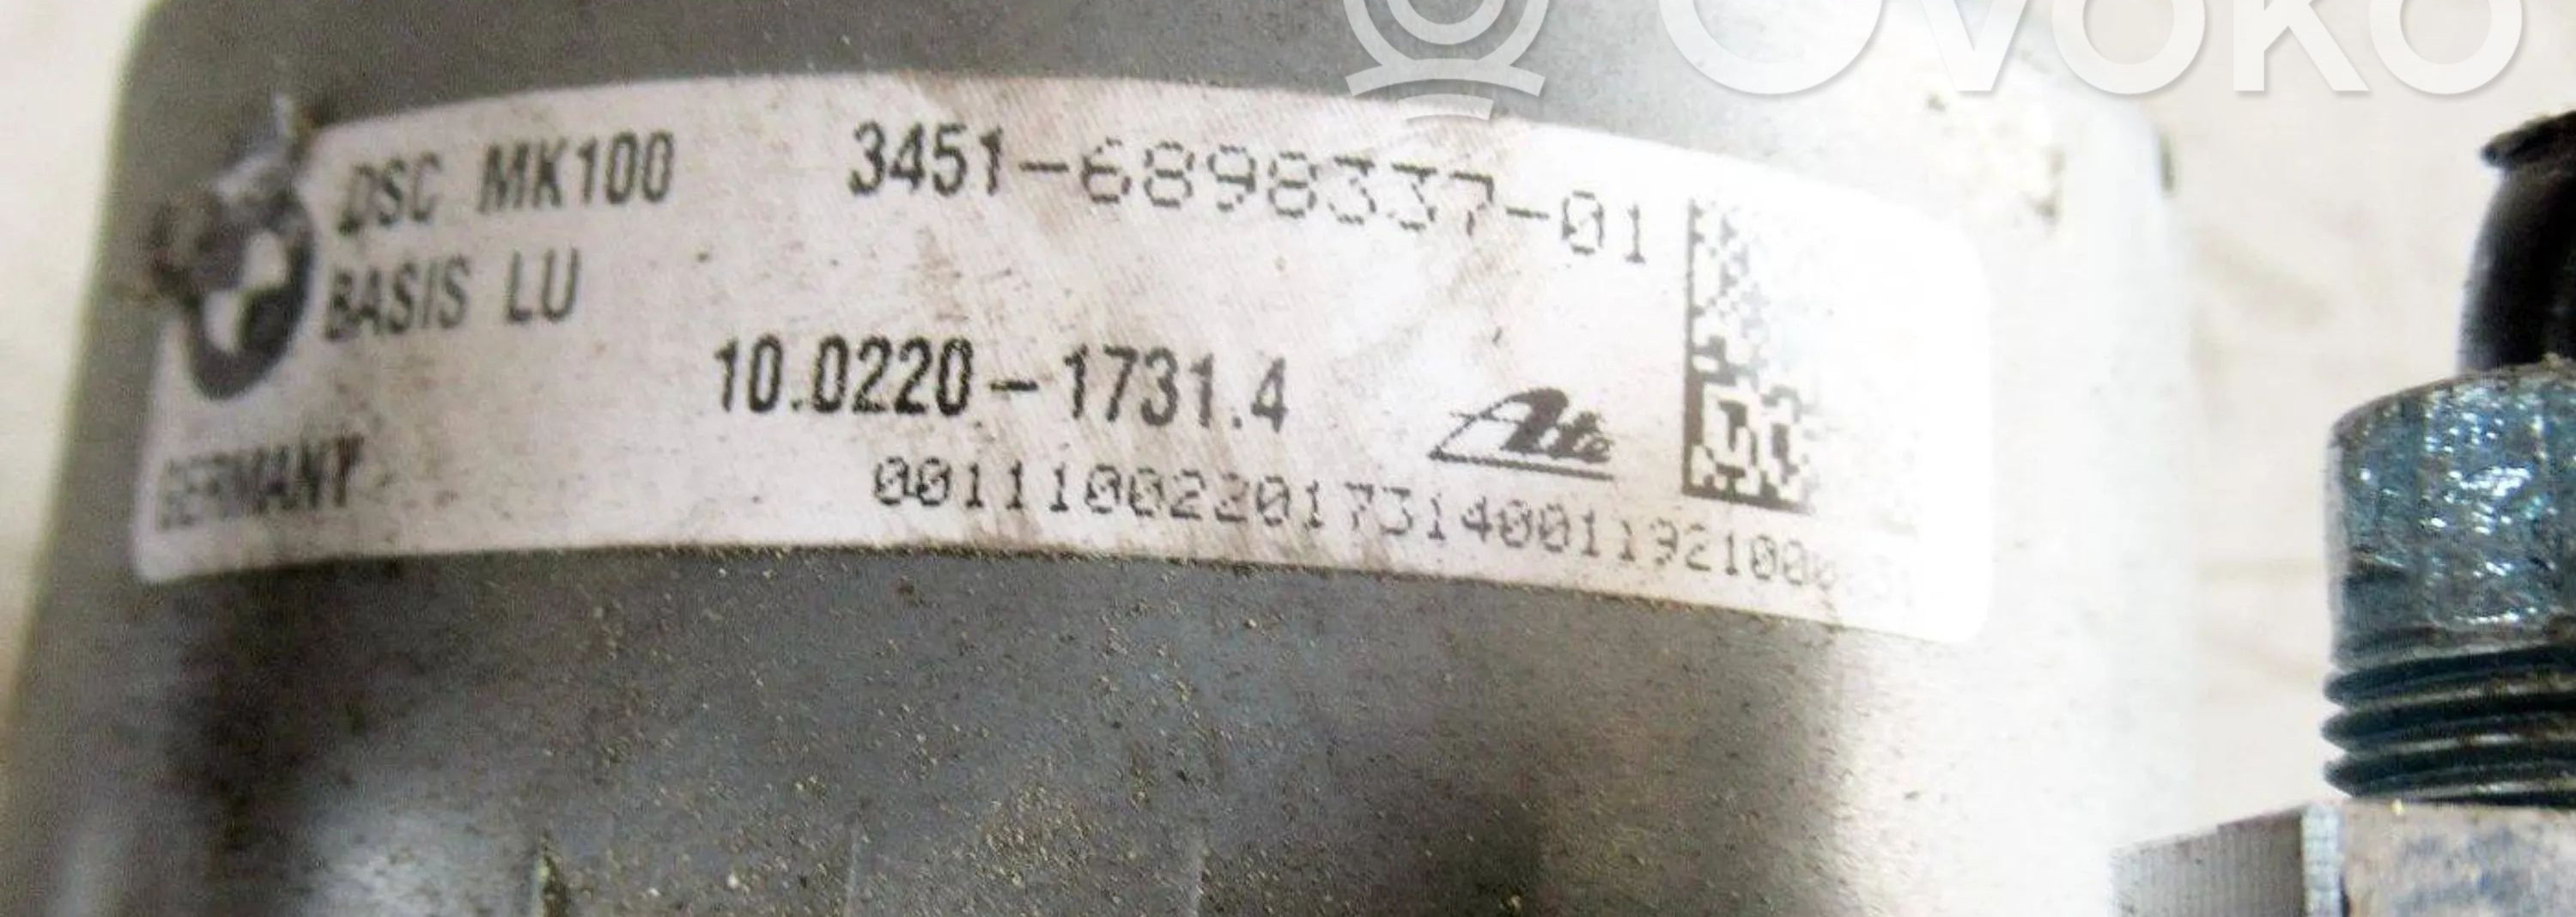 OVOKO
DSC MK100 3451-6898337-01
BASIS LU
10.0220-1731.4
Ate
GERMANY